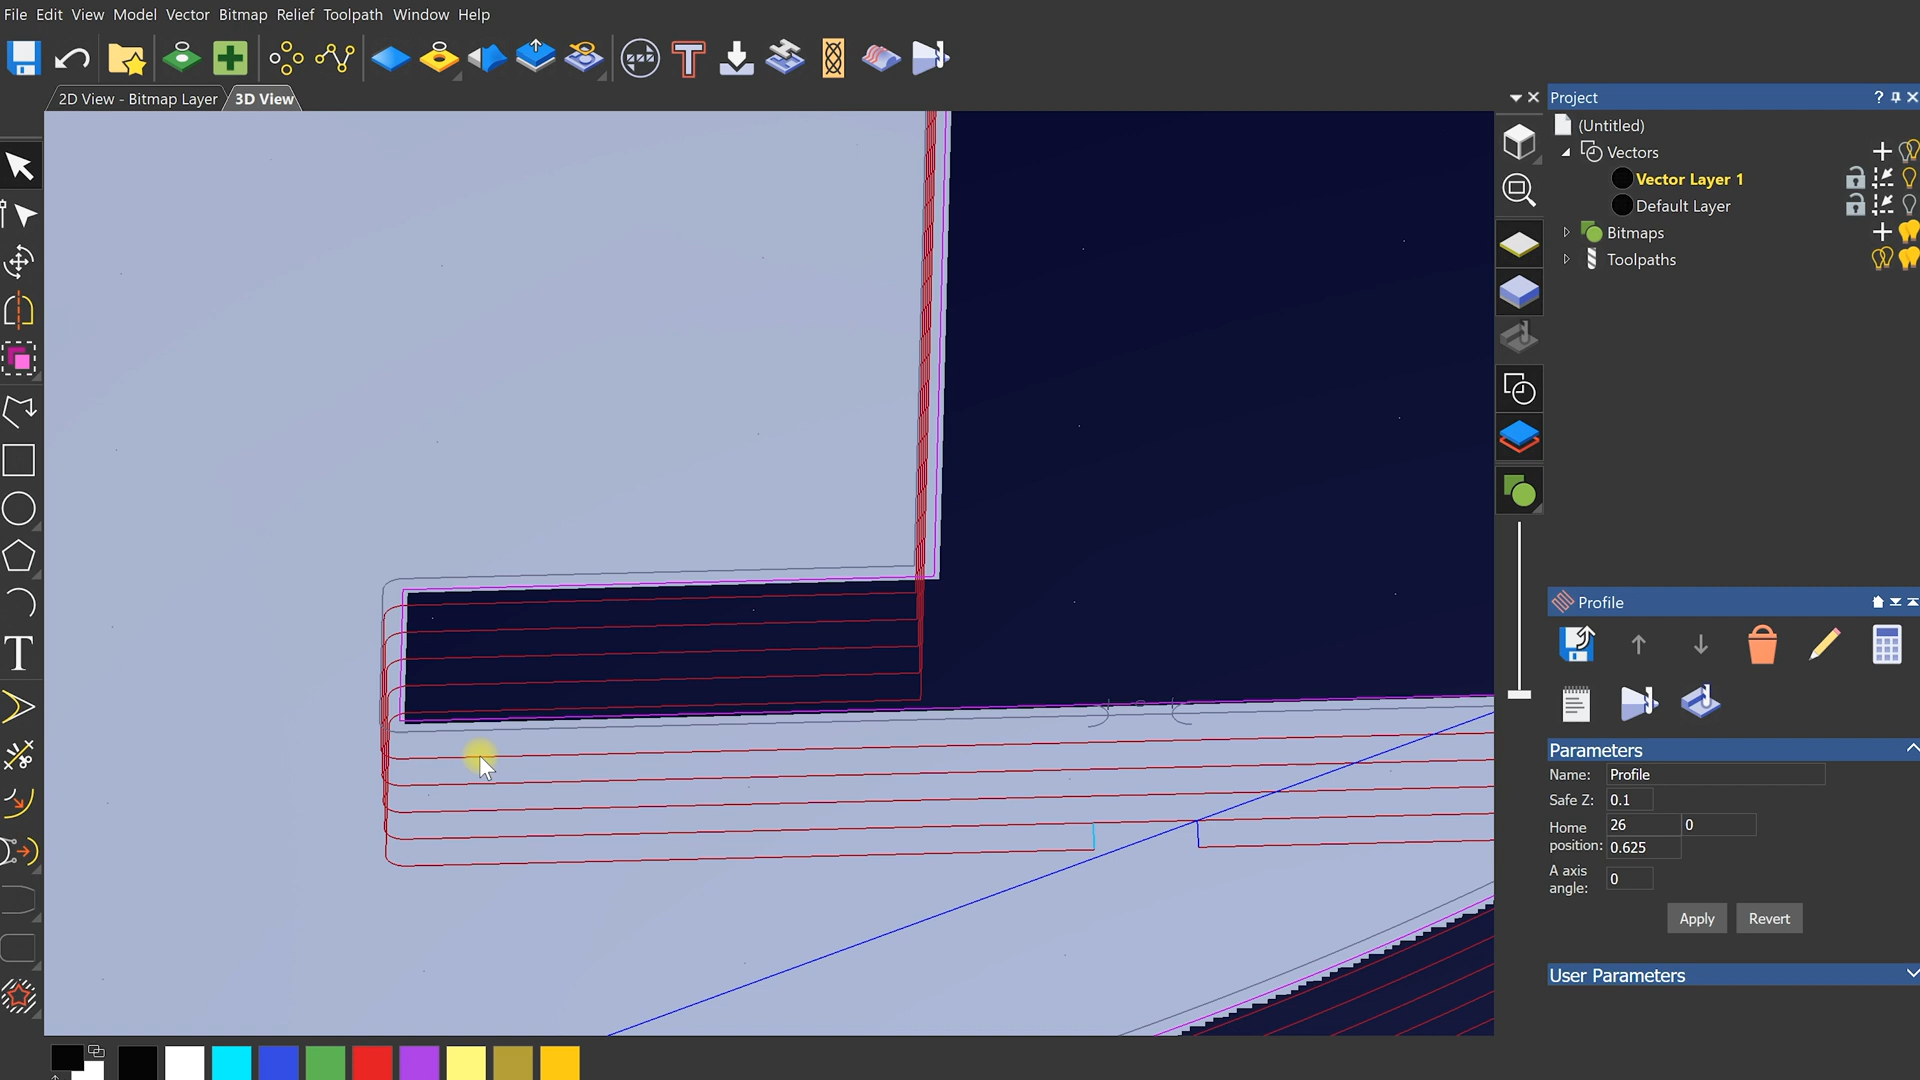 File Edit View Model Vector Bitmap Relief Toolpath Window Help
2D View - Bitmap Layer
3D View
Project
?
(Untitled)
Vectors
Vector Layer 1
Default Layer
Bitmaps
Toolpaths
Profile
Parameters
Name: Profile
Safe Z: 0.1
Home position: 26 0
0.625
A axis angle: 0
Apply Revert
User Parameters